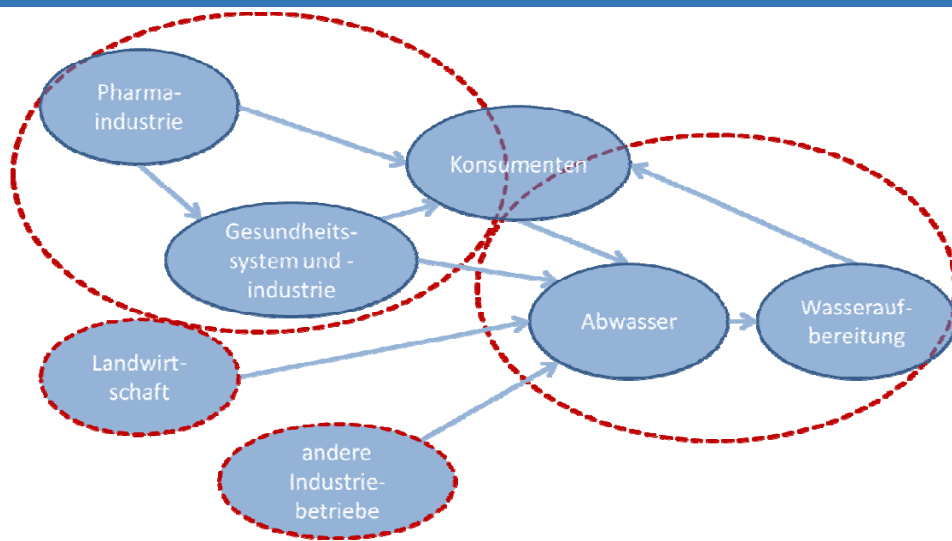 Pharma-
industrie
Konsumenten
Gesundheits-
system und -
industrie
Abwasser
Wasserauf-
bereitung
Landwirt-
schaft
andere
Industrie-
betriebe